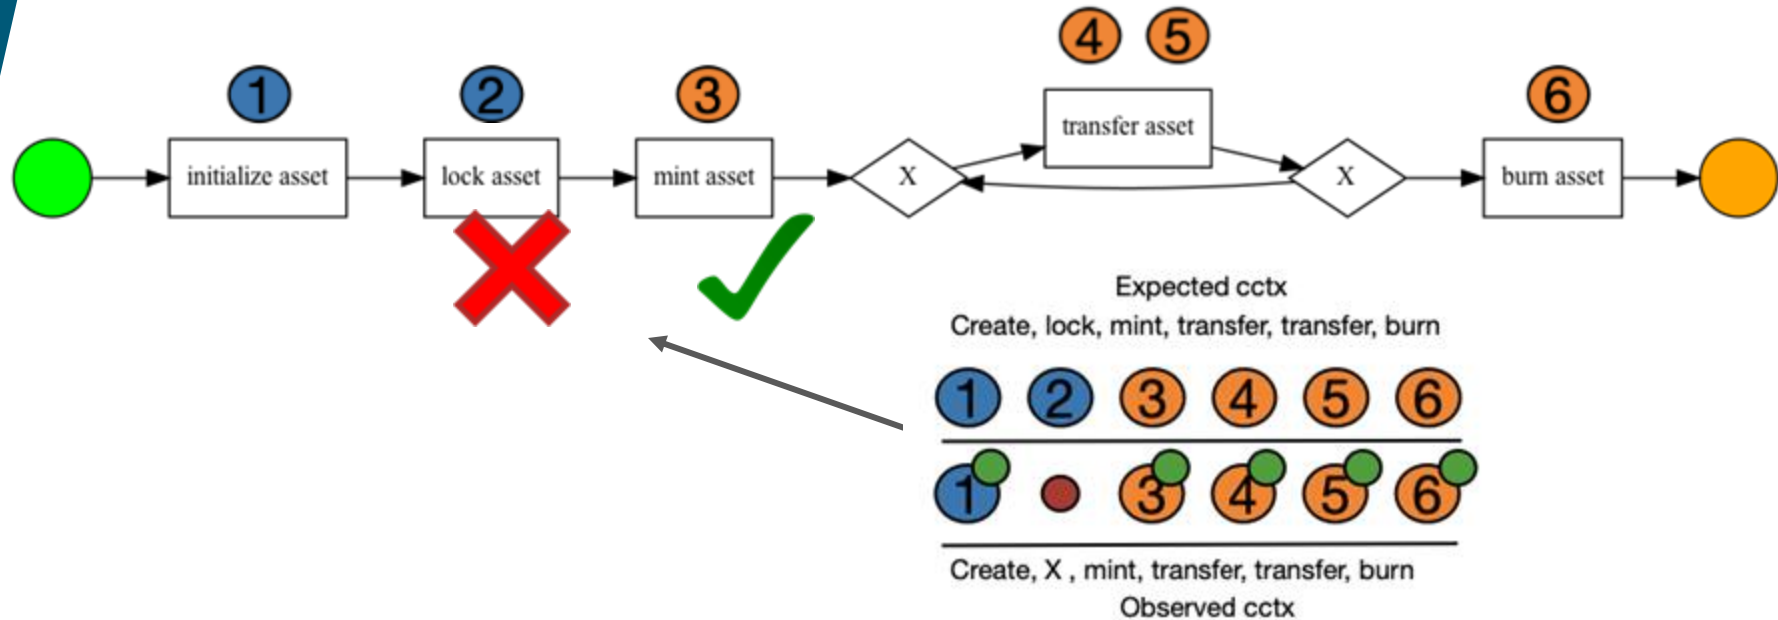 4 5
1 2 3 6
transfer asset
initialize asset lock asset mint asset X X burn asset
Expected cctx
Create, lock, mint, transfer, transfer, burn
1 2 3 4 5 6
1 3 4 5 6
Create, X , mint, transfer, transfer, burn
Observed cctx